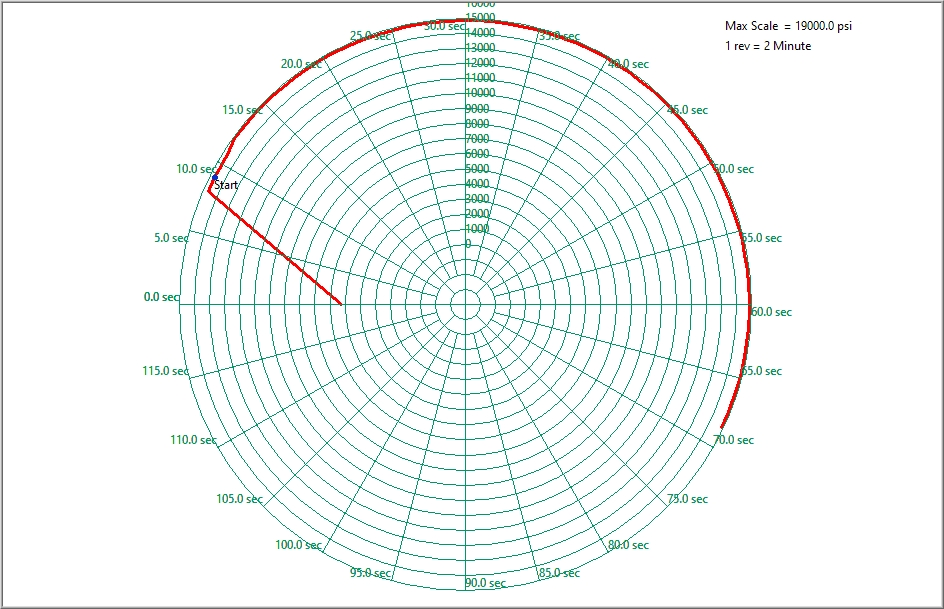 Max Scale = 19000.0 psi
1 rev = 2 Minute
15000
14000
13000
12000
11000
10000
9000
8000
7000
6000
5000
4000
3000
2000
1000
0
0.0 sec
5.0 sec
10.0 sec
Start
15.0 sec
20.0 sec
25.0 sec
30.0 sec
35.0 sec
40.0 sec
45.0 sec
50.0 sec
55.0 sec
60.0 sec
65.0 sec
70.0 sec
75.0 sec
80.0 sec
85.0 sec
90.0 sec
95.0 sec
100.0 sec
105.0 sec
110.0 sec
115.0 sec